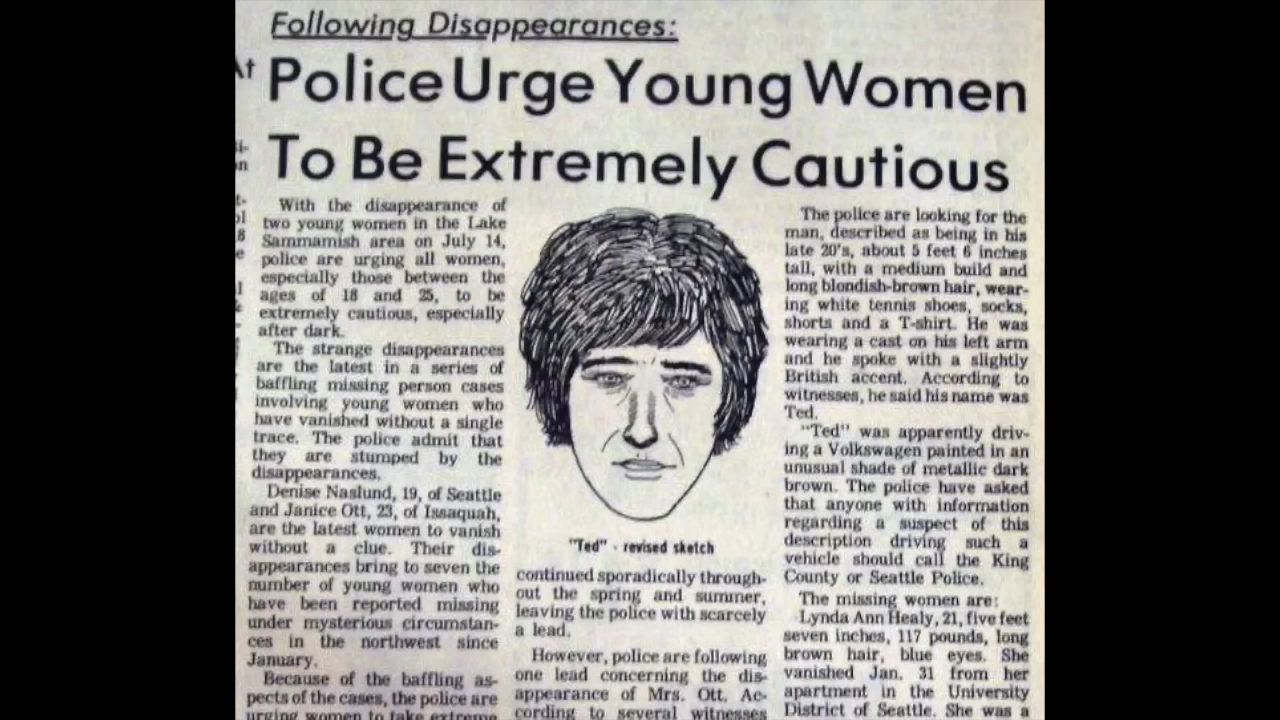 Following Disappearances:
At
Police Urge Young Women
To Be Extremely Cautious
With the disappearance of
two young women in the Lake
Sammamish area on July 14,
police are urging all women,
especially those between the
ages of 18 and 25, to be
extremely cautious, especially
after dark.
The strange disappearances
are the latest in a series of
baffling missing person cases
involving young women who
have vanished without a single
trace. The police admit that
they are stumped by the
disappearances.
Denise Naslund, 19, of Seattle
and Janice Ott, 23, of Issaquah,
are the latest women to vanish
without a clue. Their dis-
appearances bring to seven the
number of young women who
have been reported missing
under mysterious circumstan-
ces in the northwest since
January.
Because of the baffling as-
pects of the cases, the police are
urging women to take extreme
"Ted" - revised sketch
continued sporadically through-
out the spring and summer,
leaving the police with scarcely
a lead.
However, police are following
one lead concerning the dis-
appearance of Mrs. Ott. Ac-
cording to several witnesses
The police are looking for the
man, described as being in his
late 20's, about 5 feet 6 inches
tall, with a medium build and
long blondish-brown hair, wear-
ing white tennis shoes, socks,
shorts and a T-shirt. He was
wearing a cast on his left arm
and he spoke with a slightly
British accent. According to
witnesses, he said his name was
Ted.
"Ted" was apparently driv-
ing a Volkswagen painted in an
unusual shade of metallic dark
brown. The police have asked
that anyone with information
regarding a suspect of this
description driving such a
vehicle should call the King
County or Seattle Police.
The missing women are:
Lynda Ann Healy, 21, five feet
seven inches, 117 pounds, long
brown hair, blue eyes. She
vanished Jan. 31 from her
apartment in the University
District of Seattle. She was a